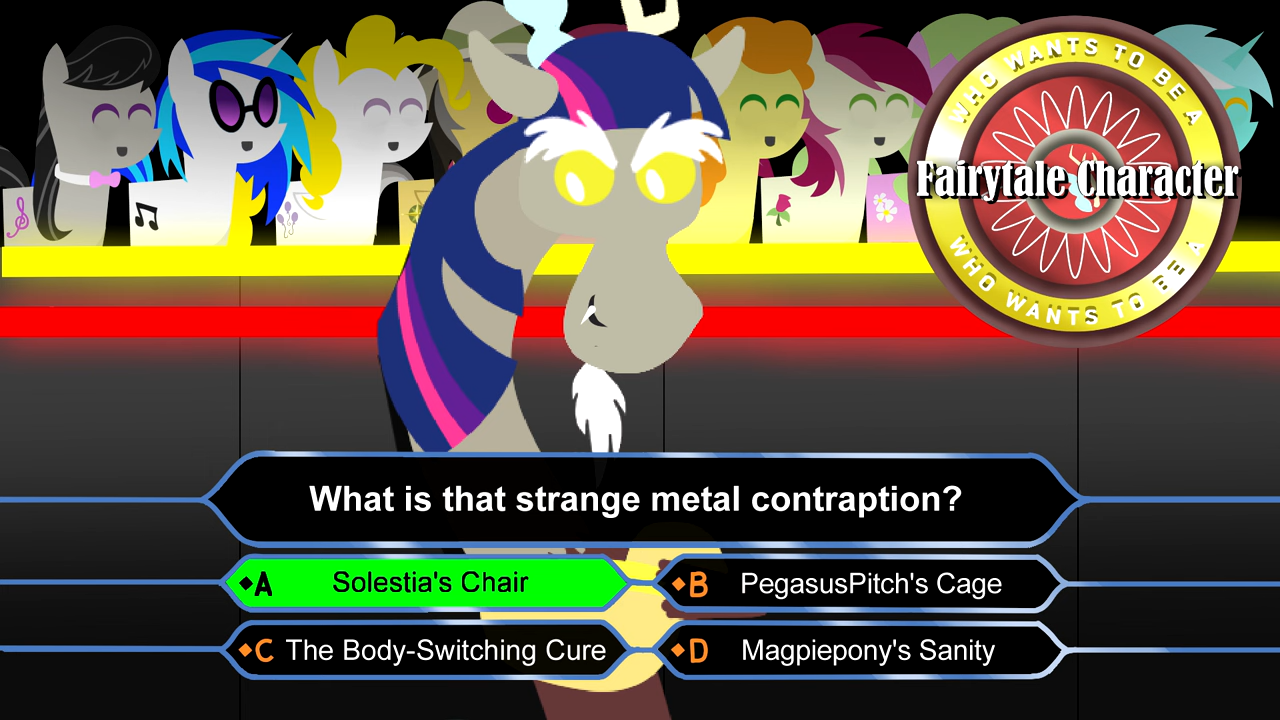 WHO WANTS TO BE A
Fairytale Character
WHO WANTS TO BE A
What is that strange metal contraption?
A Solestia's Chair
B PegasusPitch's Cage
C The Body-Switching Cure
D Magpiepony's Sanity